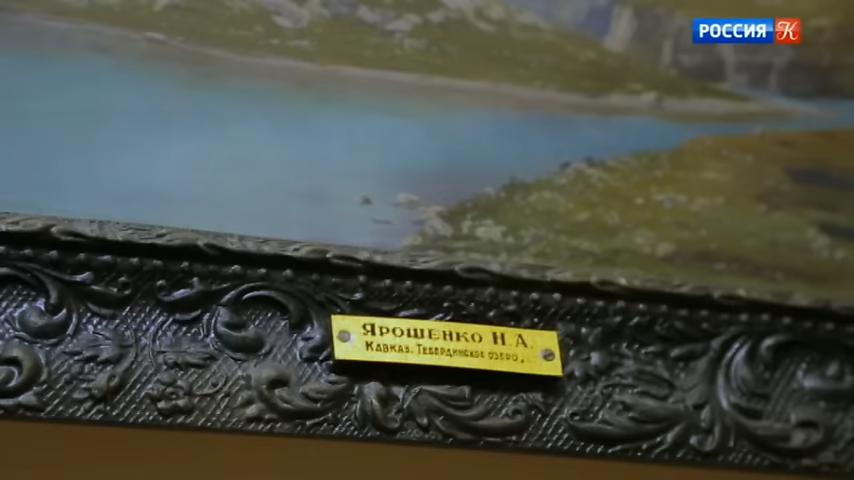 РОССИЯ К
ЯРОШЕНКО Н.А.
КАВКАЗ. ТЕБЕРДИНСКОЕ ОЗЕРО.